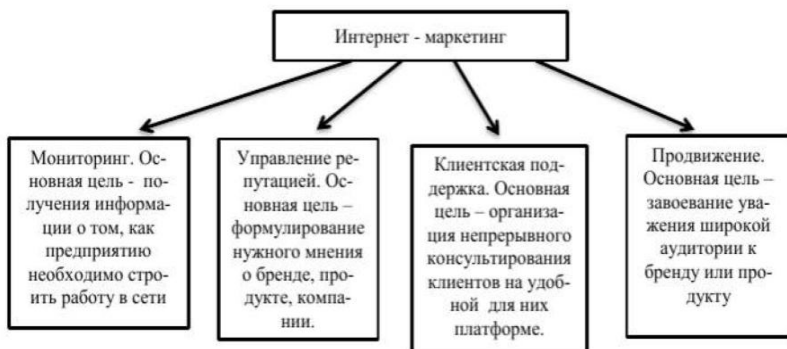 Интернет - маркетинг
Мониторинг. Ос-
новная цель - по-
лучения информа-
ции о том, как
предприятию
необходимо стро-
ить работу в сети
Управление ре-
путацией. Ос-
новная цель –
формулирование
нужного мнения
о бренде, про-
дукте, компа-
нии.
Клиентская под-
держка. Основная
цель – организа-
ция непрерывного
консультирования
клиентов на удоб-
ной для них
платформе.
Продвижение.
Основная цель –
завоевание ува-
жения широкой
аудитории к
бренду или про-
дукту